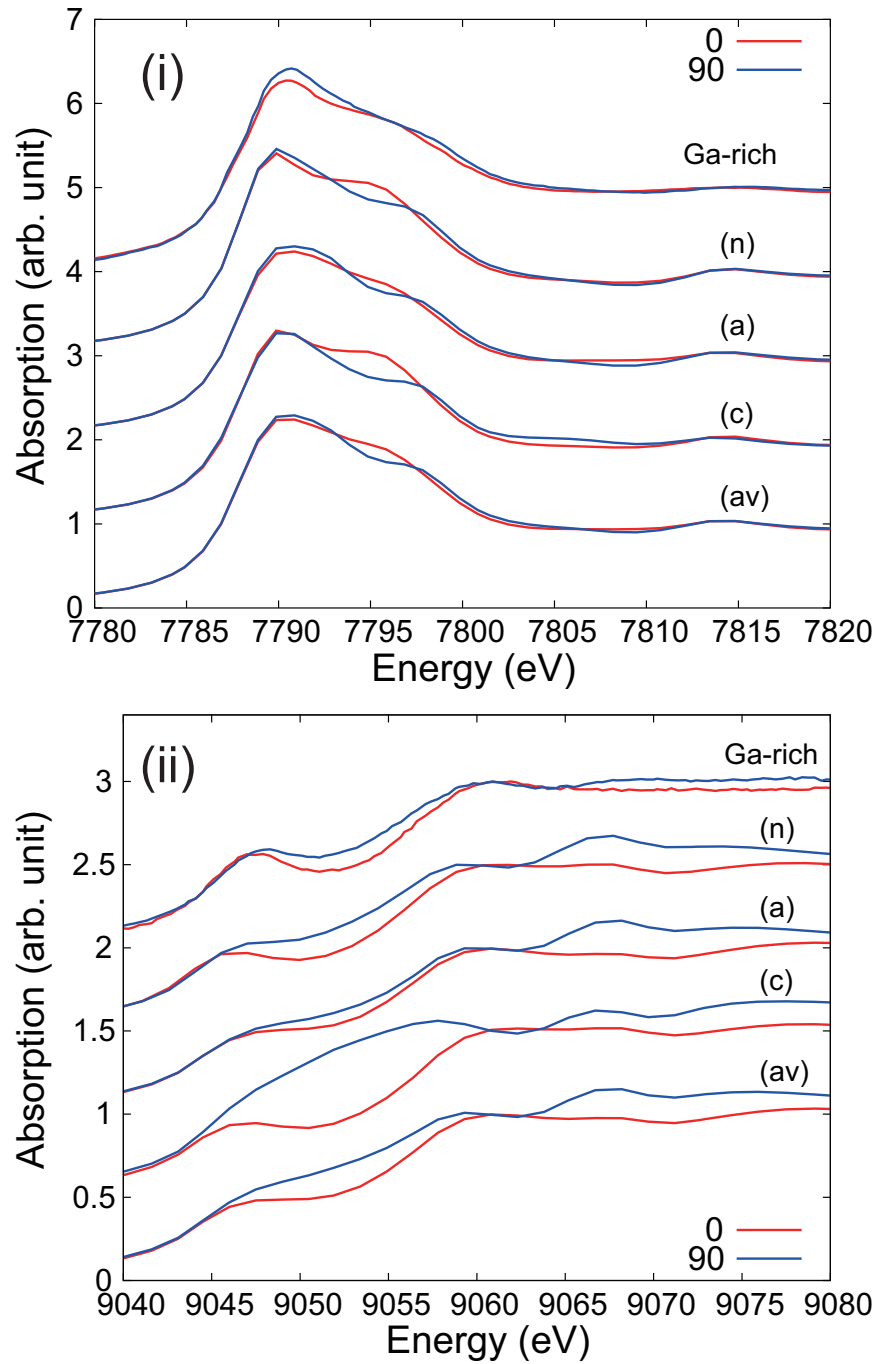 7
(i)
0
90
6
Ga-rich
5
(n)
4
(a)
3
(c)
2
(av)
1
0
Absorption (arb. unit)
7780 7785 7790 7795 7800 7805 7810 7815 7820
Energy (eV)
(ii)
Ga-rich
3
(n)
2.5
(a)
2
(c)
1.5
(av)
1
0.5
0
90
0
Absorption (arb. unit)
9040 9045 9050 9055 9060 9065 9070 9075 9080
Energy (eV)